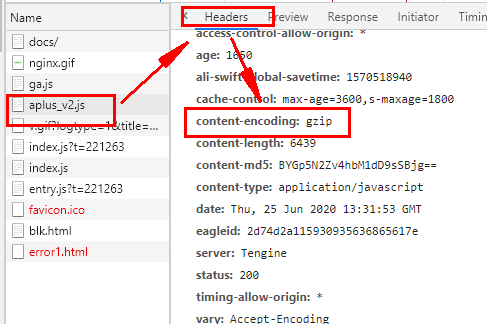 docs/
nginx.gif
ga.js
aplus_v2.js
v.gif?logtype=1&title=...
index.js?t=221263
index.js
entry.js?t=221263
favicon.ico
blk.html
error1.html
Headers Preview Response Initiator Timing
access-control-allow-origin: *
age: 1650
ali-swift-global-savetime: 1570518940
cache-control: max-age=3600,s-maxage=1800
content-encoding: gzip
content-length: 6439
content-md5: BYGp5N2Zv4hbM1dD9sSBjg==
content-type: application/javascript
date: Thu, 25 Jun 2020 13:31:53 GMT
eagleid: 2d74d2a115930935636865617e
server: Tengine
status: 200
timing-allow-origin: *
vary: Accept-Encoding